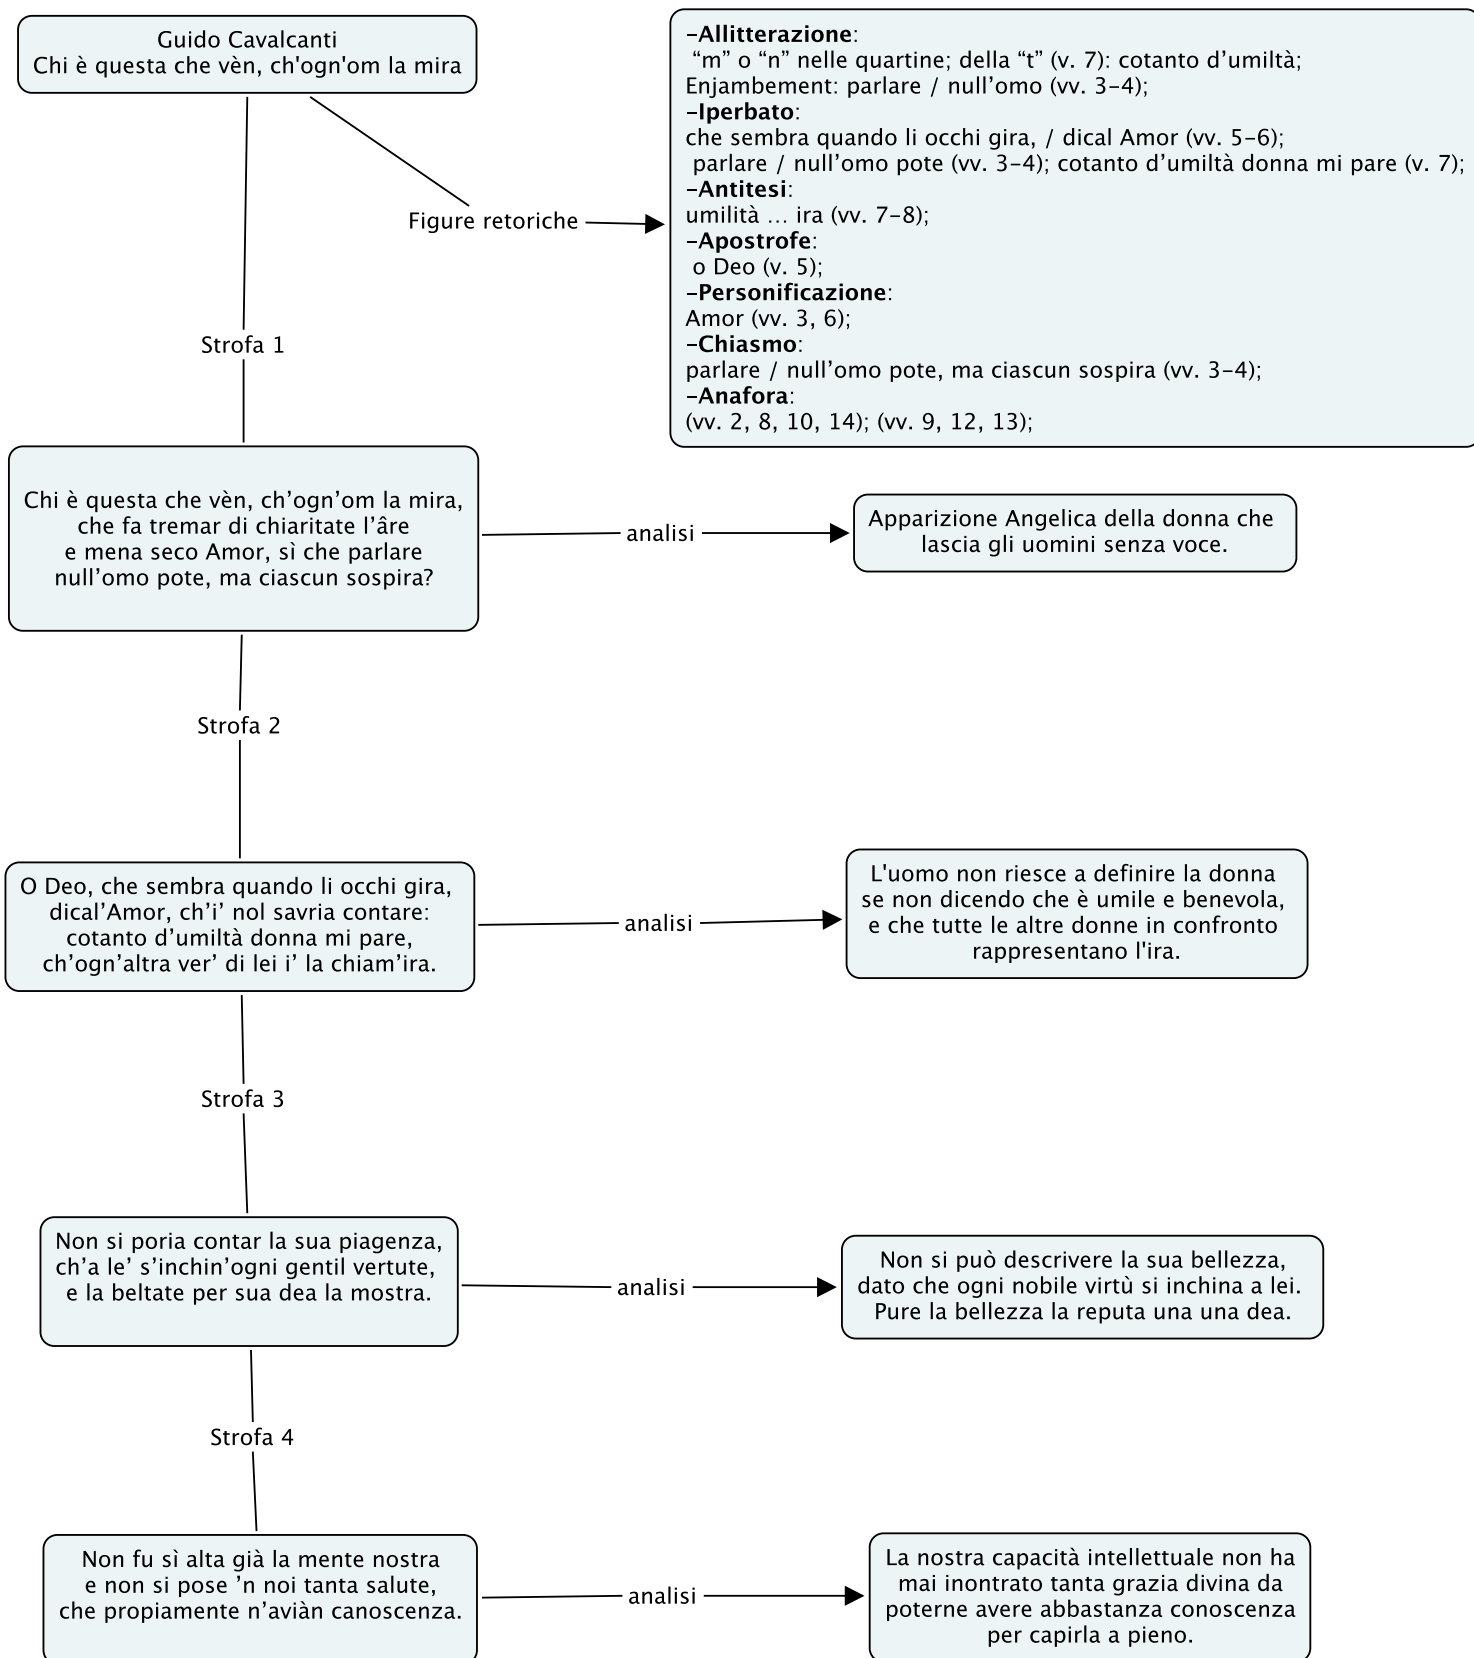 Guido Cavalcanti
Chi è questa che vèn, ch'ogn'om la mira
–Allitterazione:
“m” o “n” nelle quartine; della “t” (v. 7): cotanto d’umiltà;
Enjambement: parlare / null’omo (vv. 3–4);
–Iperbato:
che sembra quando li occhi gira, / dical Amor (vv. 5–6);
parlare / null’omo pote (vv. 3–4); cotanto d’umiltà donna mi pare (v. 7);
–Antitesi:
umilità … ira (vv. 7–8);
–Apostrofe:
o Deo (v. 5);
–Personificazione:
Amor (vv. 3, 6);
–Chiasmo:
parlare / null’omo pote, ma ciascun sospira (vv. 3–4);
–Anafora:
(vv. 2, 8, 10, 14); (vv. 9, 12, 13);
Figure retoriche
Strofa 1
Chi è questa che vèn, ch’ogn’om la mira,
che fa tremar di chiaritate l’âre
e mena seco Amor, sì che parlare
null’omo pote, ma ciascun sospira?
analisi
Apparizione Angelica della donna che
lascia gli uomini senza voce.
Strofa 2
O Deo, che sembra quando li occhi gira,
dical’Amor, ch’i’ nol savria contare:
cotanto d’umiltà donna mi pare,
ch’ogn’altra ver’ di lei i’ la chiam’ira.
analisi
L'uomo non riesce a definire la donna
se non dicendo che è umile e benevola,
e che tutte le altre donne in confronto
rappresentano l'ira.
Strofa 3
Non si poria contar la sua piagenza,
ch’a le’ s’inchin’ogni gentil vertute,
e la beltate per sua dea la mostra.
analisi
Non si può descrivere la sua bellezza,
dato che ogni nobile virtù si inchina a lei.
Pure la bellezza la reputa una una dea.
Strofa 4
Non fu sì alta già la mente nostra
e non si pose ’n noi tanta salute,
che propiamente n’aviàn canoscenza.
analisi
La nostra capacità intellettuale non ha
mai inontrato tanta grazia divina da
poterne avere abbastanza conoscenza
per capirla a pieno.